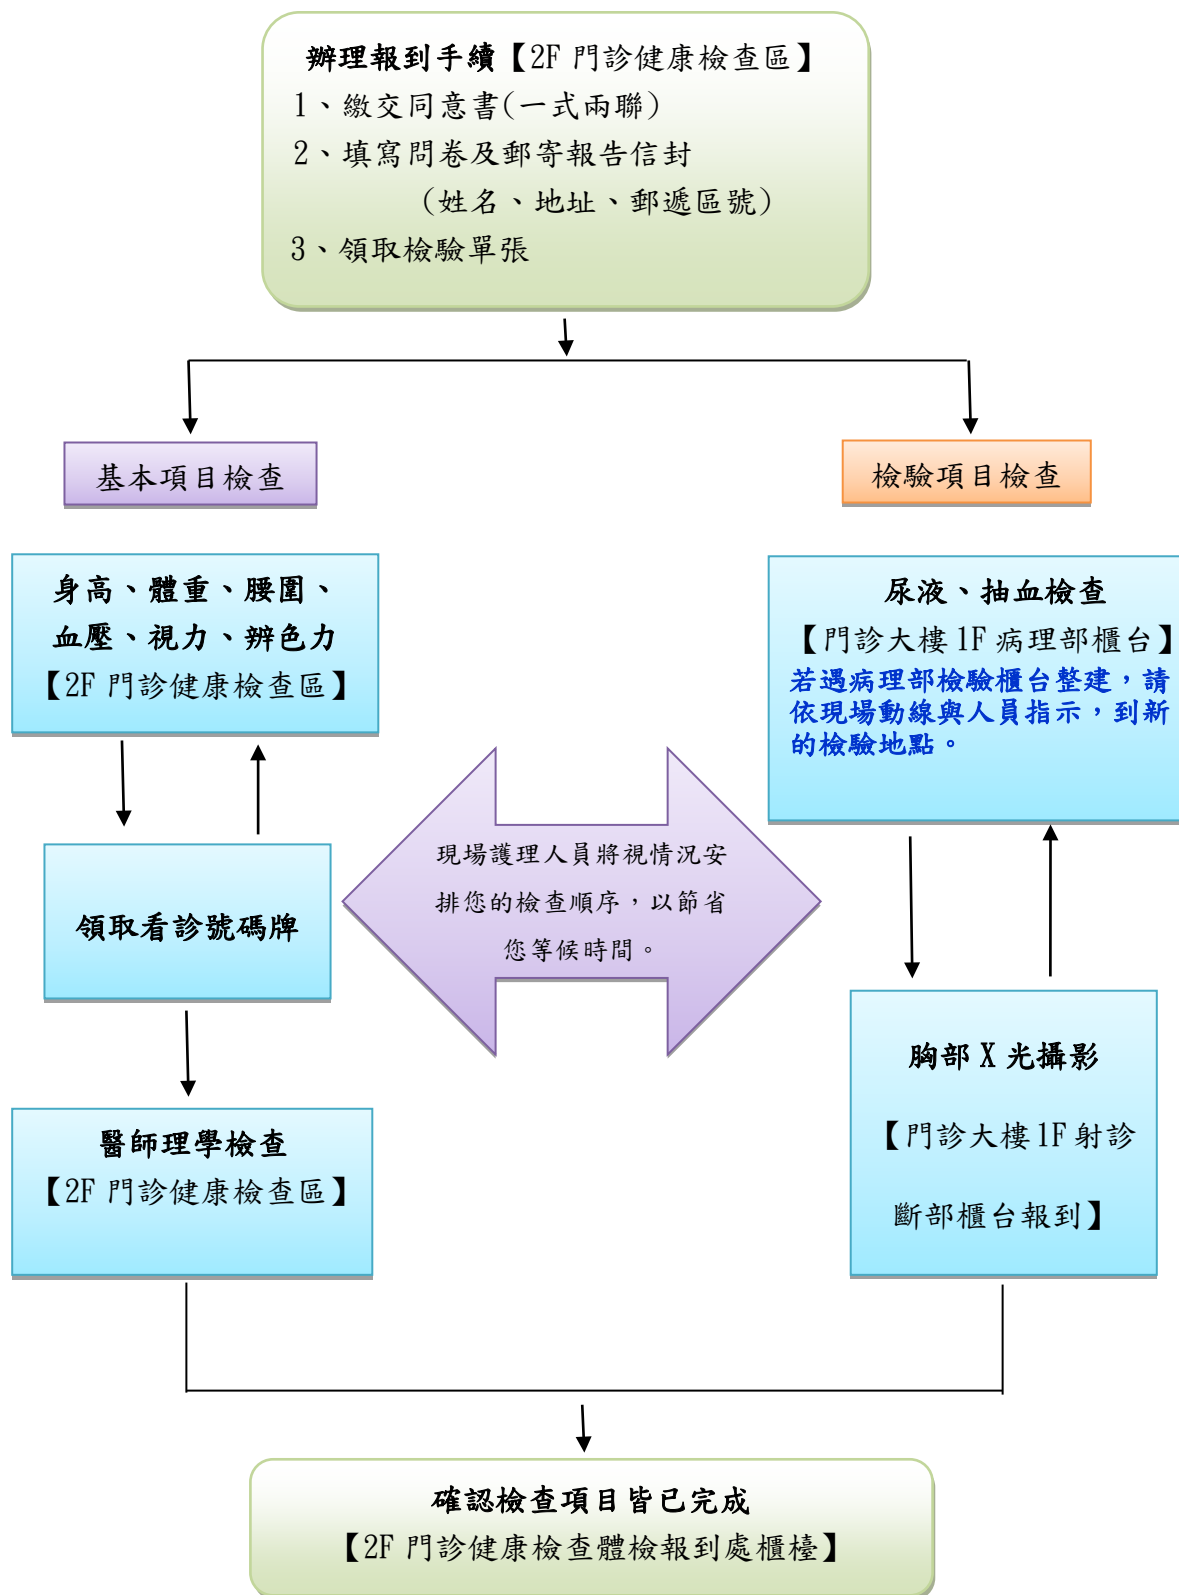 辦理報到手續【2F 門診健康檢查區】
1、繳交同意書(一式兩聯)
2、填寫問卷及郵寄報告信封
(姓名、地址、郵遞區號)
3、領取檢驗單張
基本項目檢查
身高、體重、腰圍、
血壓、視力、辨色力
【2F 門診健康檢查區】
領取看診號碼牌
醫師理學檢查
【2F 門診健康檢查區】
現場護理人員將視情況安
排您的檢查順序，以節省
您等候時間。
檢驗項目檢查
尿液、抽血檢查
【門診大樓 1F 病理部櫃台】
若遇病理部檢驗櫃台整建，請
依現場動線與人員指示，到新
的檢驗地點。
胸部 X 光攝影
【門診大樓 1F 射診
斷部櫃台報到】
確認檢查項目皆已完成
【2F 門診健康檢查體檢報到處櫃檯】